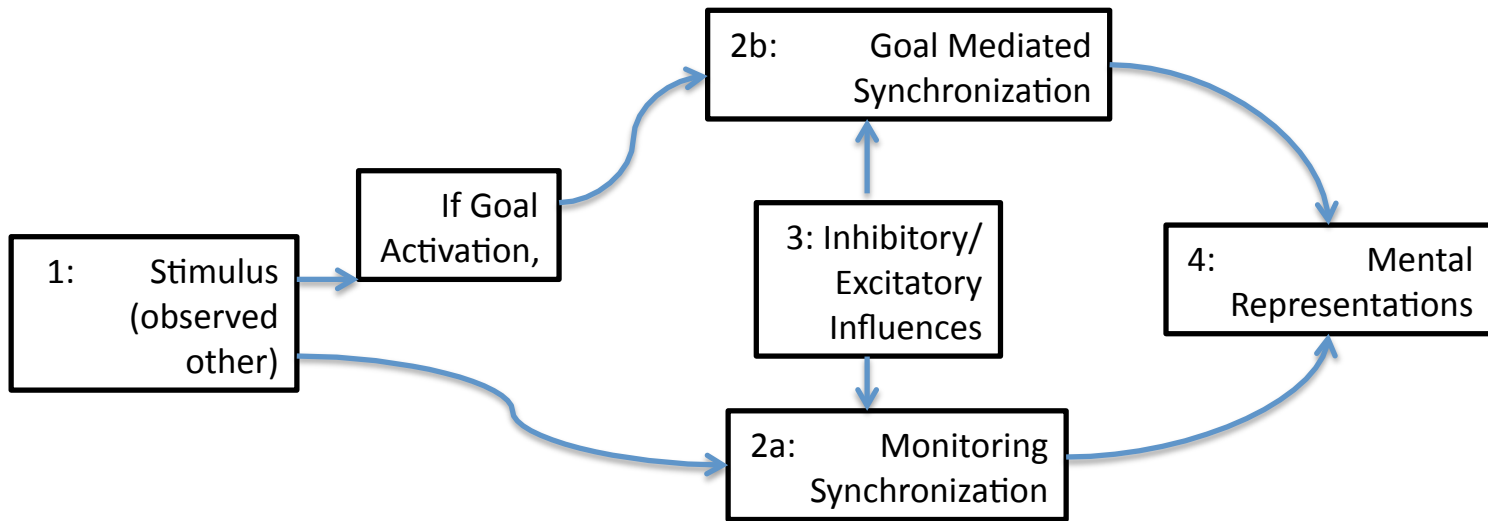 1: Stimulus
(observed
other)
If Goal
Activation,
2b: Goal Mediated
Synchronization
3: Inhibitory/
Excitatory
Influences
2a: Monitoring
Synchronization
4: Mental
Representations